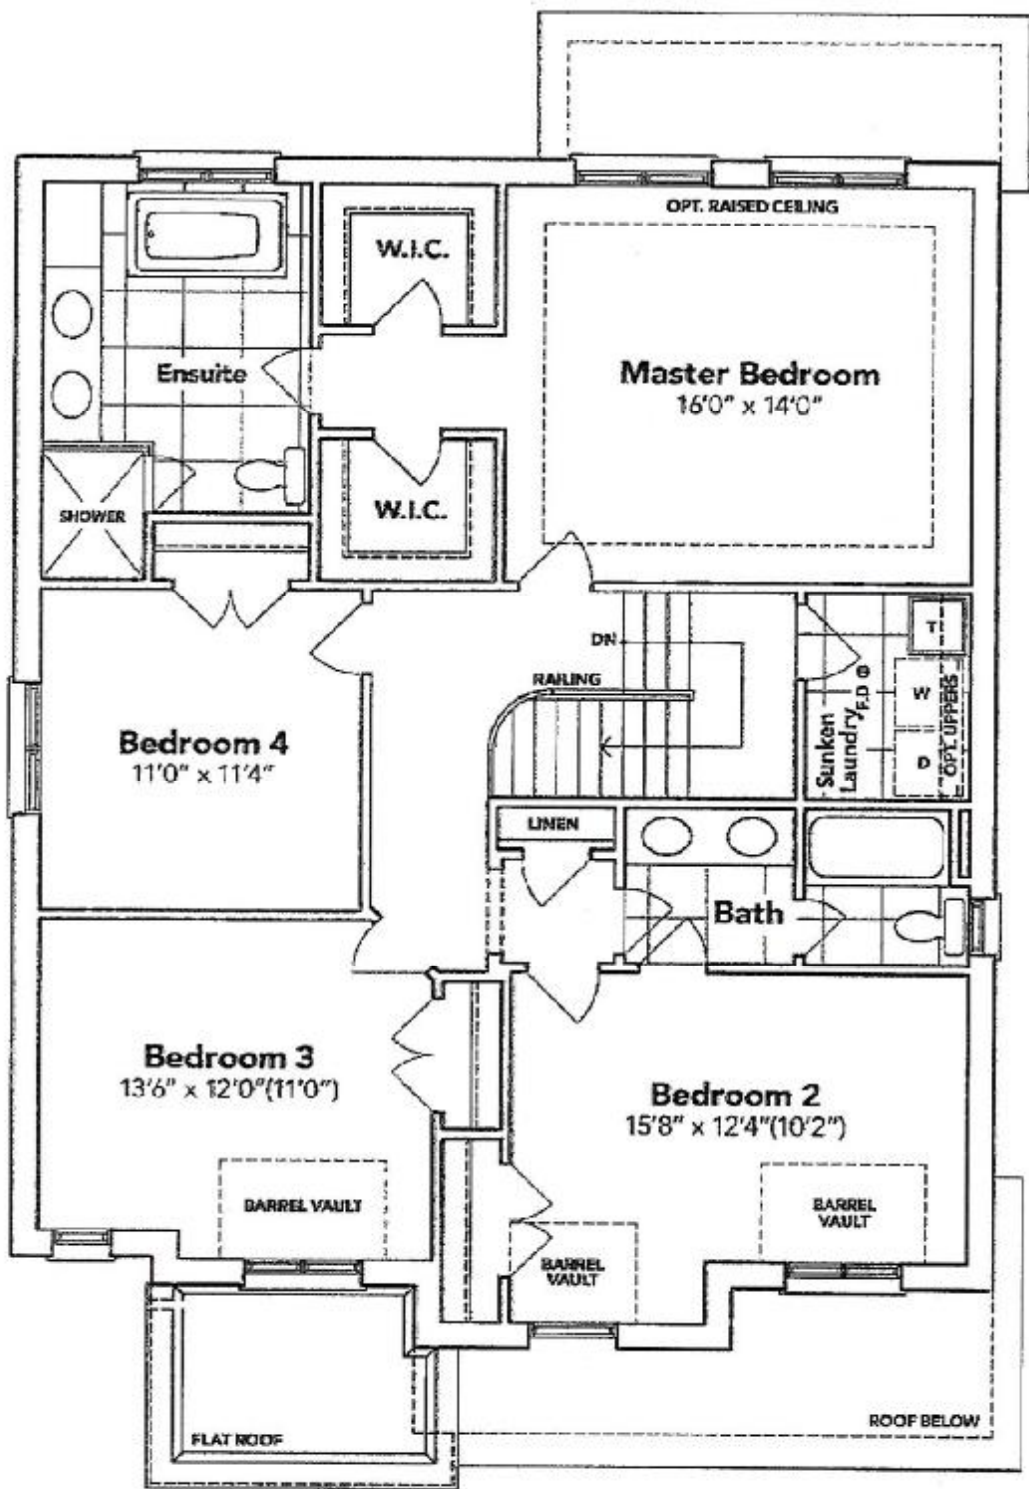 OPT. RAISED CEILING
W.I.C.
Ensuite
Master Bedroom
16'0" x 14'0"
W.I.C.
SHOWER
DN
RAILING
T
W
D
F.D
OPT. UPPERS
Sunken
Laundry
Bedroom 4
11'0" x 11'4"
LINEN
Bath
Bedroom 3
13'6" x 12'0"(11'0")
Bedroom 2
15'8" x 12'4"(10'2")
BARREL VAULT
BARREL
VAULT
BARREL
VAULT
FLAT ROOF
ROOF BELOW